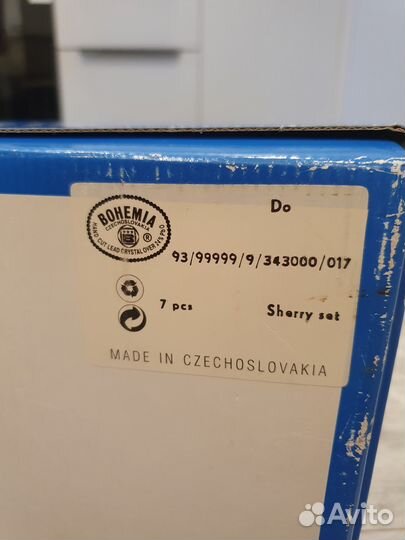 BOHEMIA
CZECHOSLOVAKIA
®
HAND CUT LEAD CRYSTAL OVER 24% PbO
Do
93/99999/9/343000/017
7 pcs Sherry set
MADE IN CZECHOSLOVAKIA
Avito